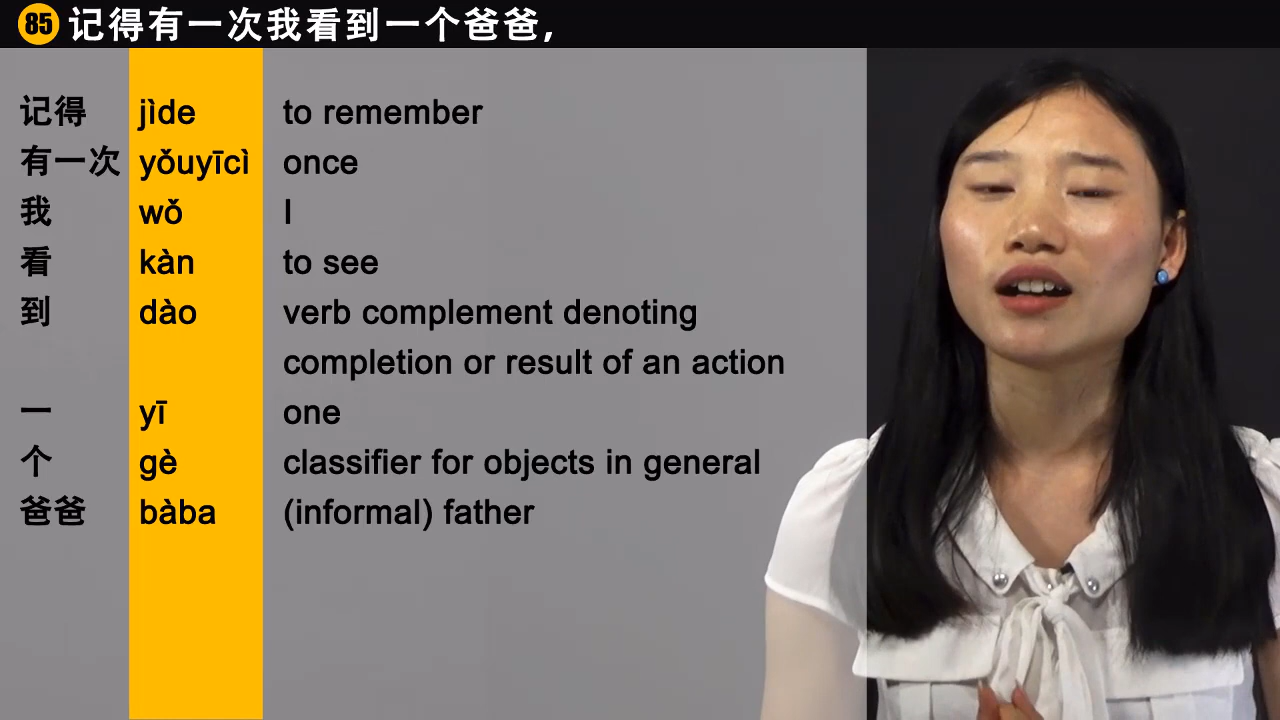 85 记得有一次我看到一个爸爸,
记得 jìde to remember
有一次 yǒuyīcì once
我 wǒ I
看 kàn to see
到 dào verb complement denoting
completion or result of an action
一 yī one
个 gè classifier for objects in general
爸爸 bàba (informal) father